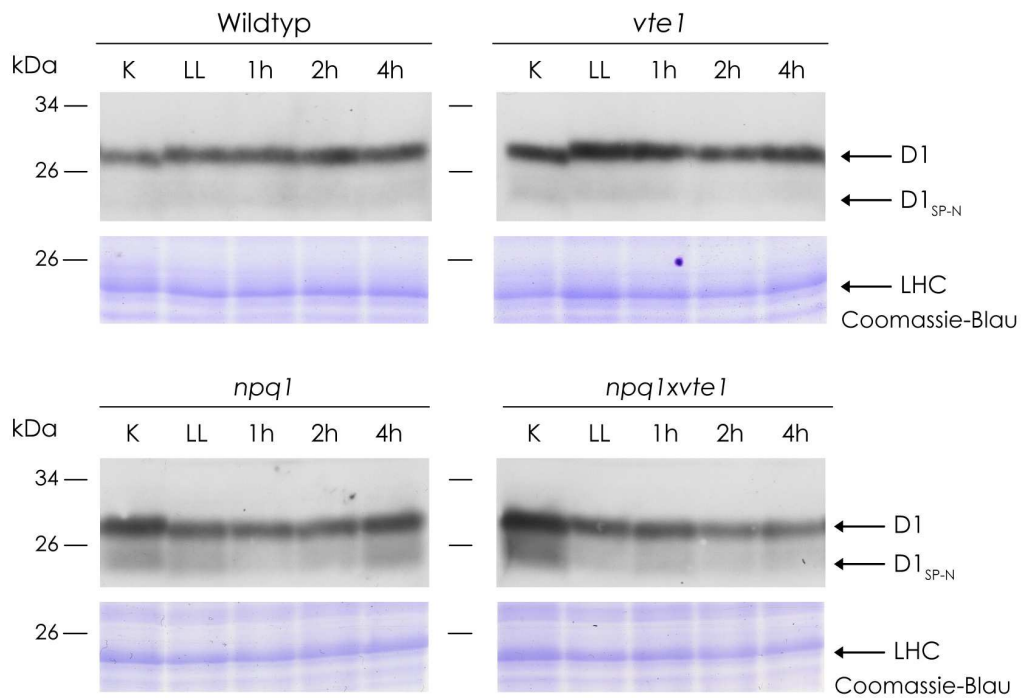 Wildtyp vte1
kDa K LL 1h 2h 4h K LL 1h 2h 4h
34
D1
26
D1SP-N
26
LHC
Coomassie-Blau
npq1 npq1xvte1
kDa K LL 1h 2h 4h K LL 1h 2h 4h
34
D1
26
D1SP-N
26
LHC
Coomassie-Blau